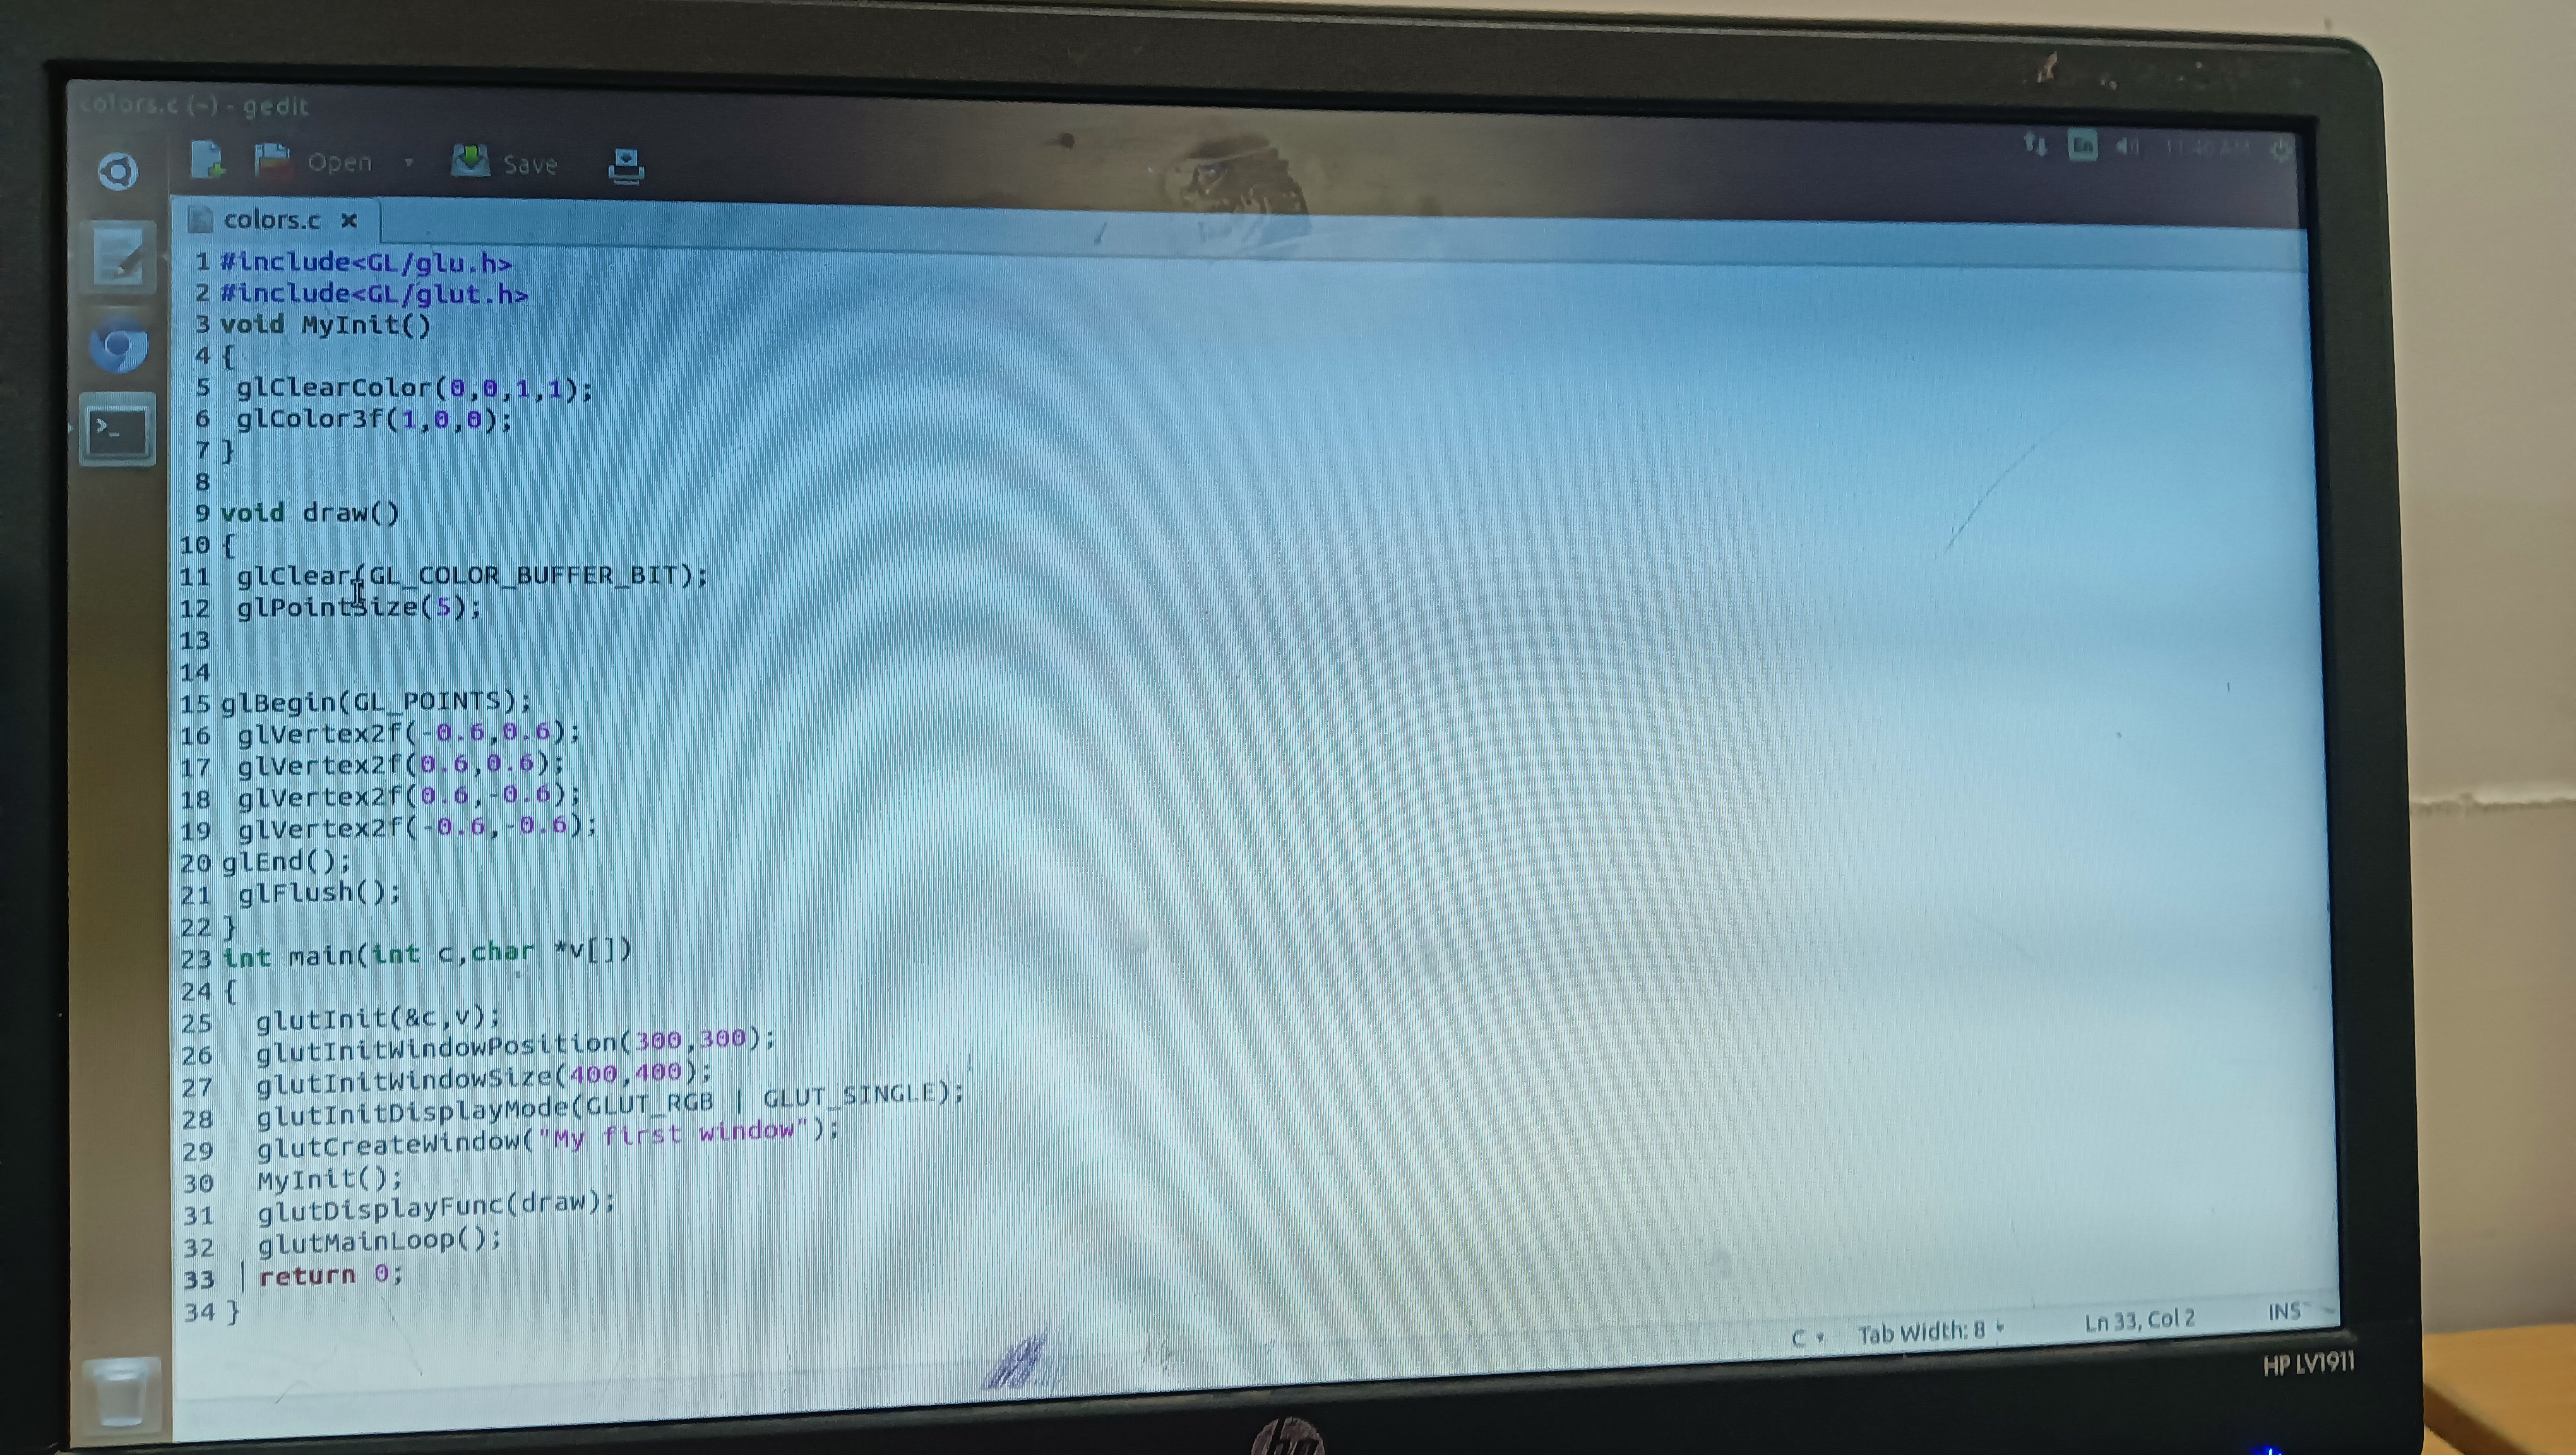 colors.c (~) - gedit
Open Save
En 11:40 AM
colors.c ×
1 #include<GL/glu.h>
2 #include<GL/glut.h>
3 void MyInit()
4 {
5  glClearColor(0,0,1,1);
6  glColor3f(1,0,0);
7 }
8
9 void draw()
10 {
11  glClear(GL_COLOR_BUFFER_BIT);
12  glPointSize(5);
13
14
15 glBegin(GL_POINTS);
16  glVertex2f(-0.6,0.6);
17  glVertex2f(0.6,0.6);
18  glVertex2f(0.6,-0.6);
19  glVertex2f(-0.6,-0.6);
20 glEnd();
21  glFlush();
22 }
23 int main(int c,char *v[])
24 {
25   glutInit(&c,v);
26   glutInitWindowPosition(300,300);
27   glutInitWindowSize(400,400);
28   glutInitDisplayMode(GLUT_RGB | GLUT_SINGLE);
29   glutCreateWindow("My first window");
30   MyInit();
31   glutDisplayFunc(draw);
32   glutMainLoop();
33   return 0;
34 }
C Tab Width: 8 Ln 33, Col 2 INS
HP LV1911
hp